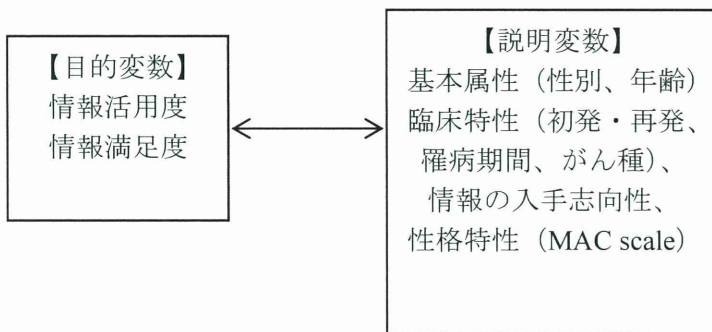 【目的変数】
情報活用度
情報満足度
【説明変数】
基本属性（性別、年齢）
臨床特性（初発・再発、
罹病期間、がん種）、
情報の入手志向性、
性格特性（MAC scale）